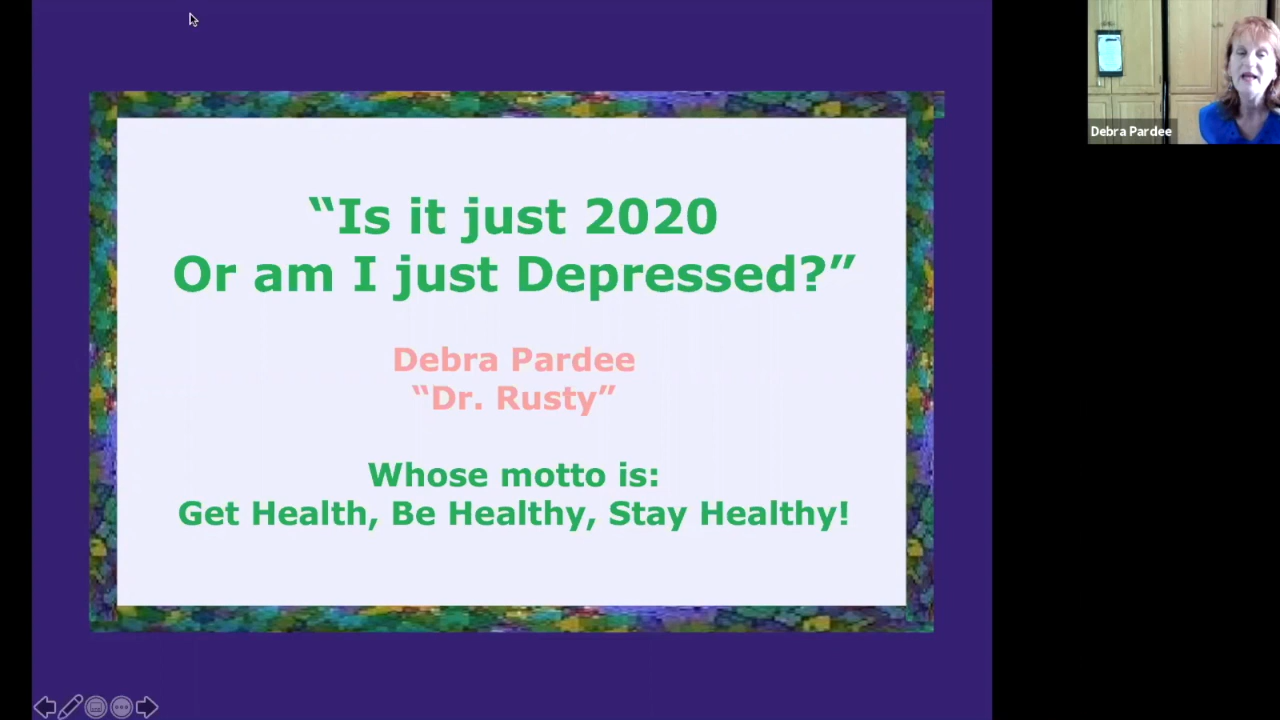 “Is it just 2020
Or am I just Depressed?”
Debra Pardee
“Dr. Rusty”
Whose motto is:
Get Health, Be Healthy, Stay Healthy!
Debra Pardee